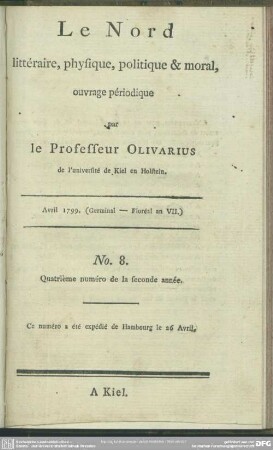 Le Nord
littéraire, phyſique, politique & moral,
ouvrage périodique
par
le Profeſſeur OLIVARIUS
de l'univerſité de Kiel en Holſtein.
Avril 1799. (Germinal — Floréal an VII.)
No. 8.
Quatrième numéro de la seconde année.
Ce numéro a été expédié de Hambourg le 26 Avril.
A Kiel.